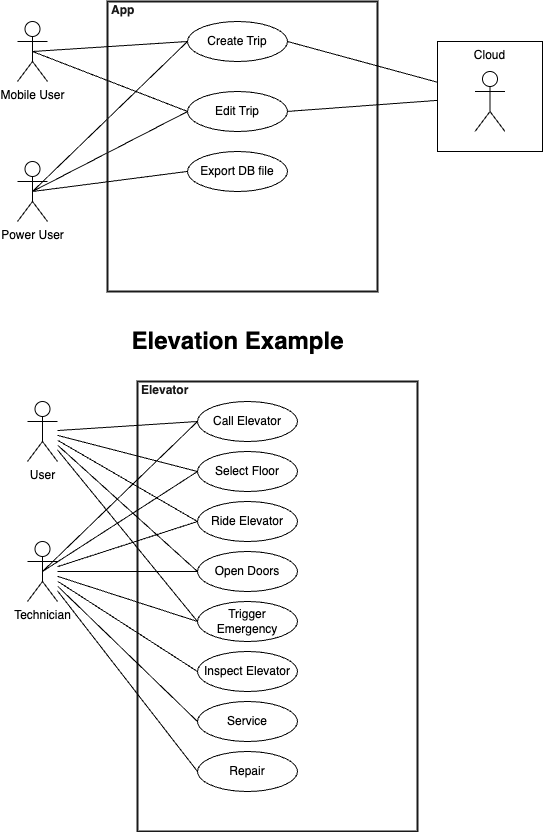 App
Create Trip
Cloud
Mobile User
Edit Trip
Export DB file
Power User
Elevation Example
Elevator
Call Elevator
User
Select Floor
Ride Elevator
Open Doors
Technician
Trigger
Emergency
Inspect Elevator
Service
Repair